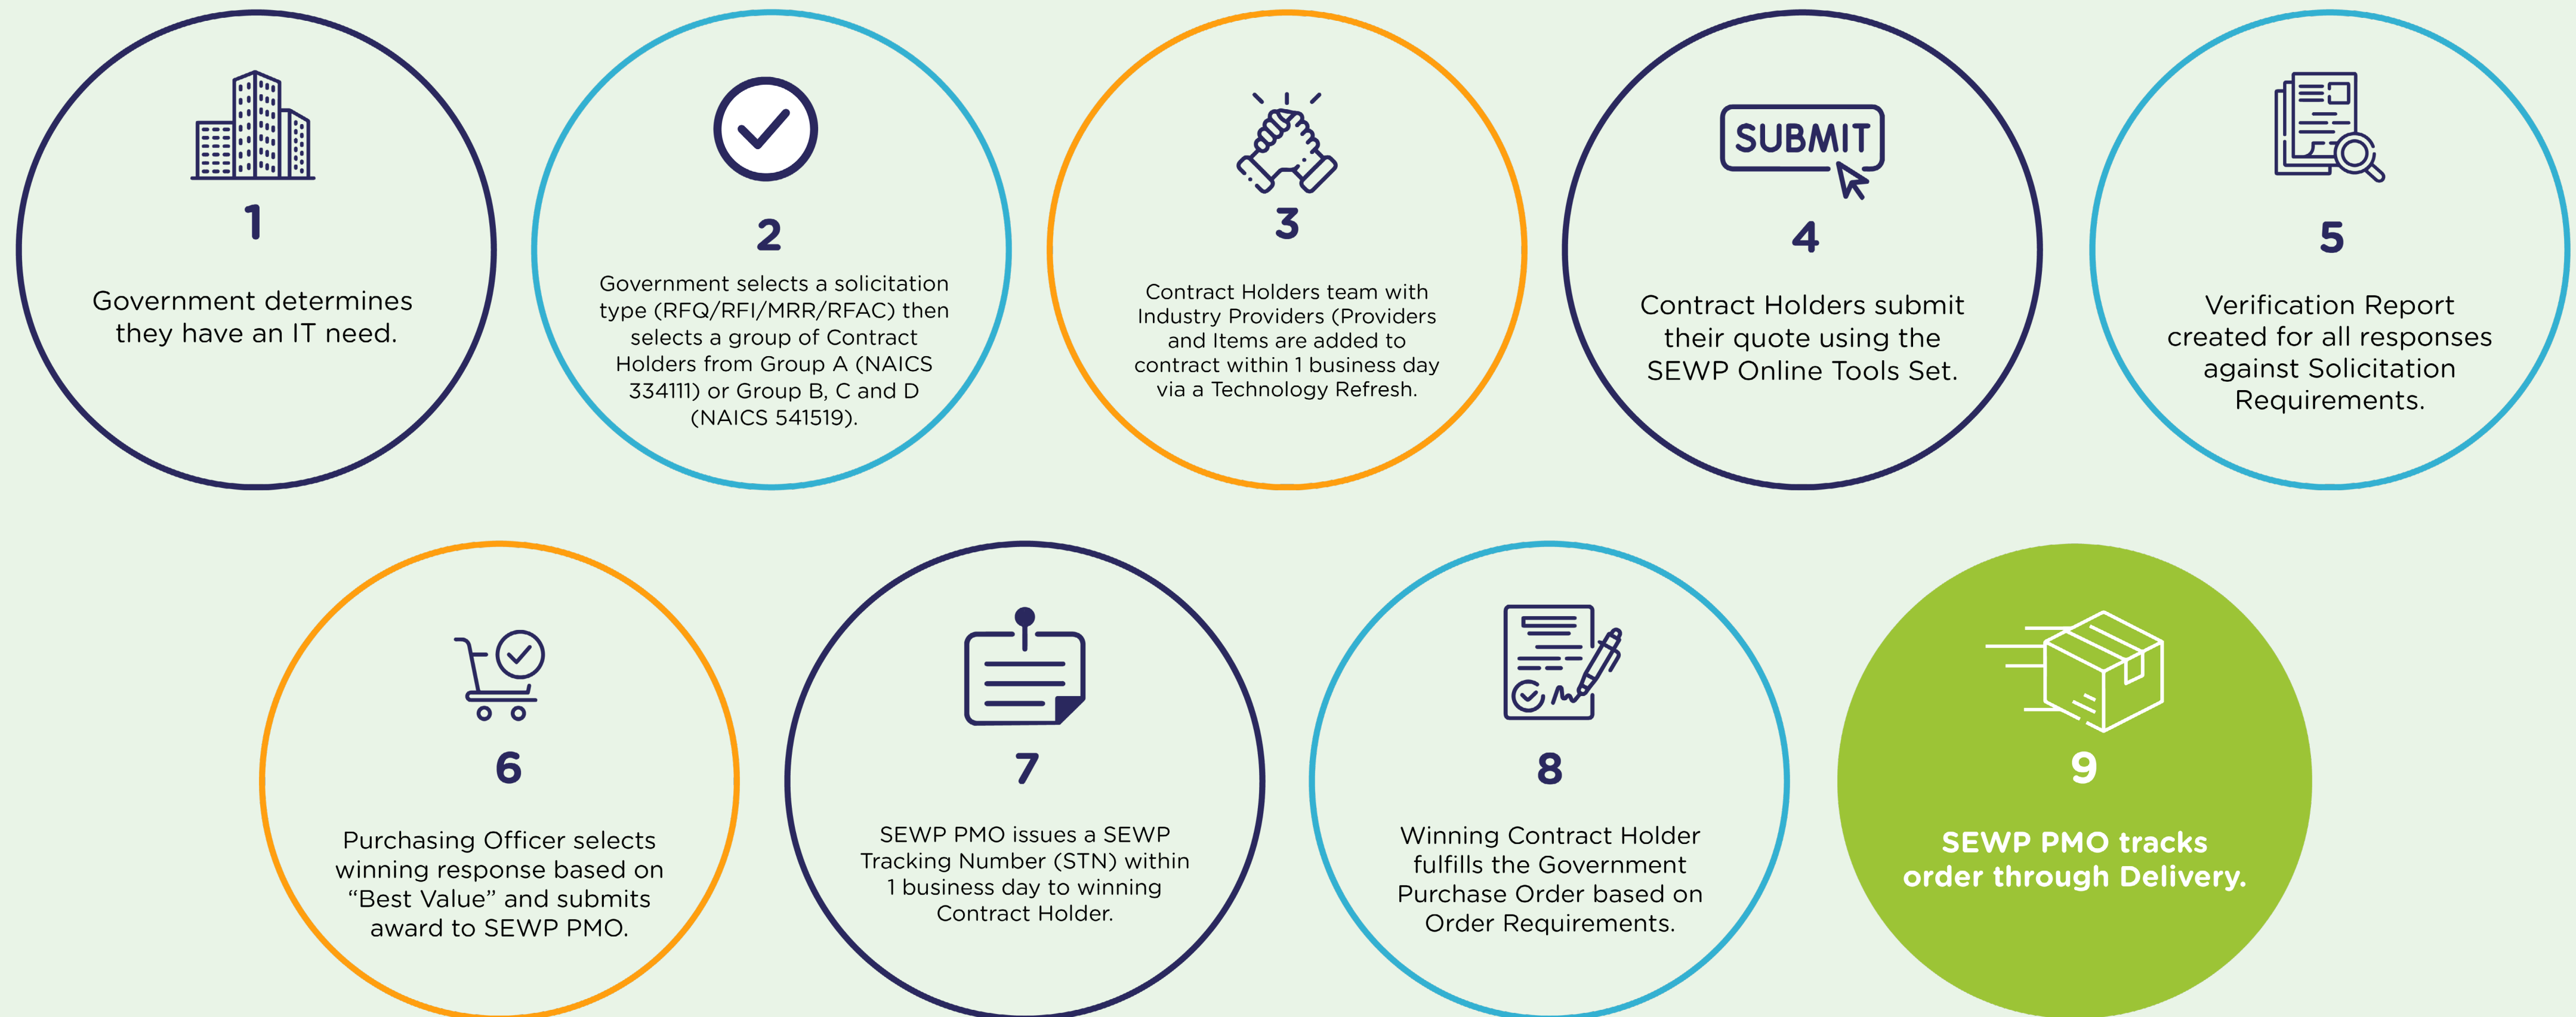 1
Government determines
they have an IT need.
2
Government selects a solicitation
type (RFQ/RFI/MRR/RFAC) then
selects a group of Contract
Holders from Group A (NAICS
334111) or Group B, C and D
(NAICS 541519).
3
Contract Holders team with
Industry Providers (Providers
and Items are added to
contract within 1 business day
via a Technology Refresh.
SUBMIT
4
Contract Holders submit
their quote using the
SEWP Online Tools Set.
5
Verification Report
created for all responses
against Solicitation
Requirements.
6
Purchasing Officer selects
winning response based on
“Best Value” and submits
award to SEWP PMO.
7
SEWP PMO issues a SEWP
Tracking Number (STN) within
1 business day to winning
Contract Holder.
8
Winning Contract Holder
fulfills the Government
Purchase Order based on
Order Requirements.
9
SEWP PMO tracks
order through Delivery.